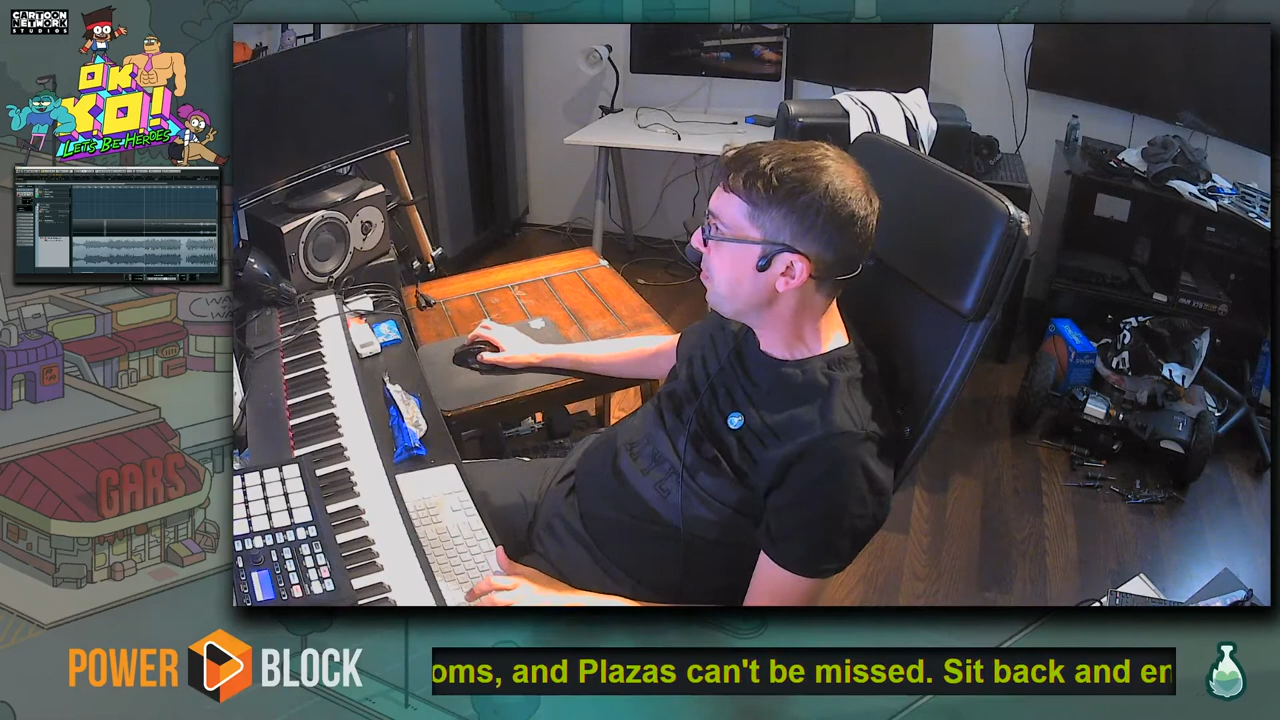 CARTOON
NETWORK
STUDIOS
OK
K.O.!
LET'S BE HEROES
GARS
POWER BLOCK
oms, and Plazas can't be missed. Sit back and en